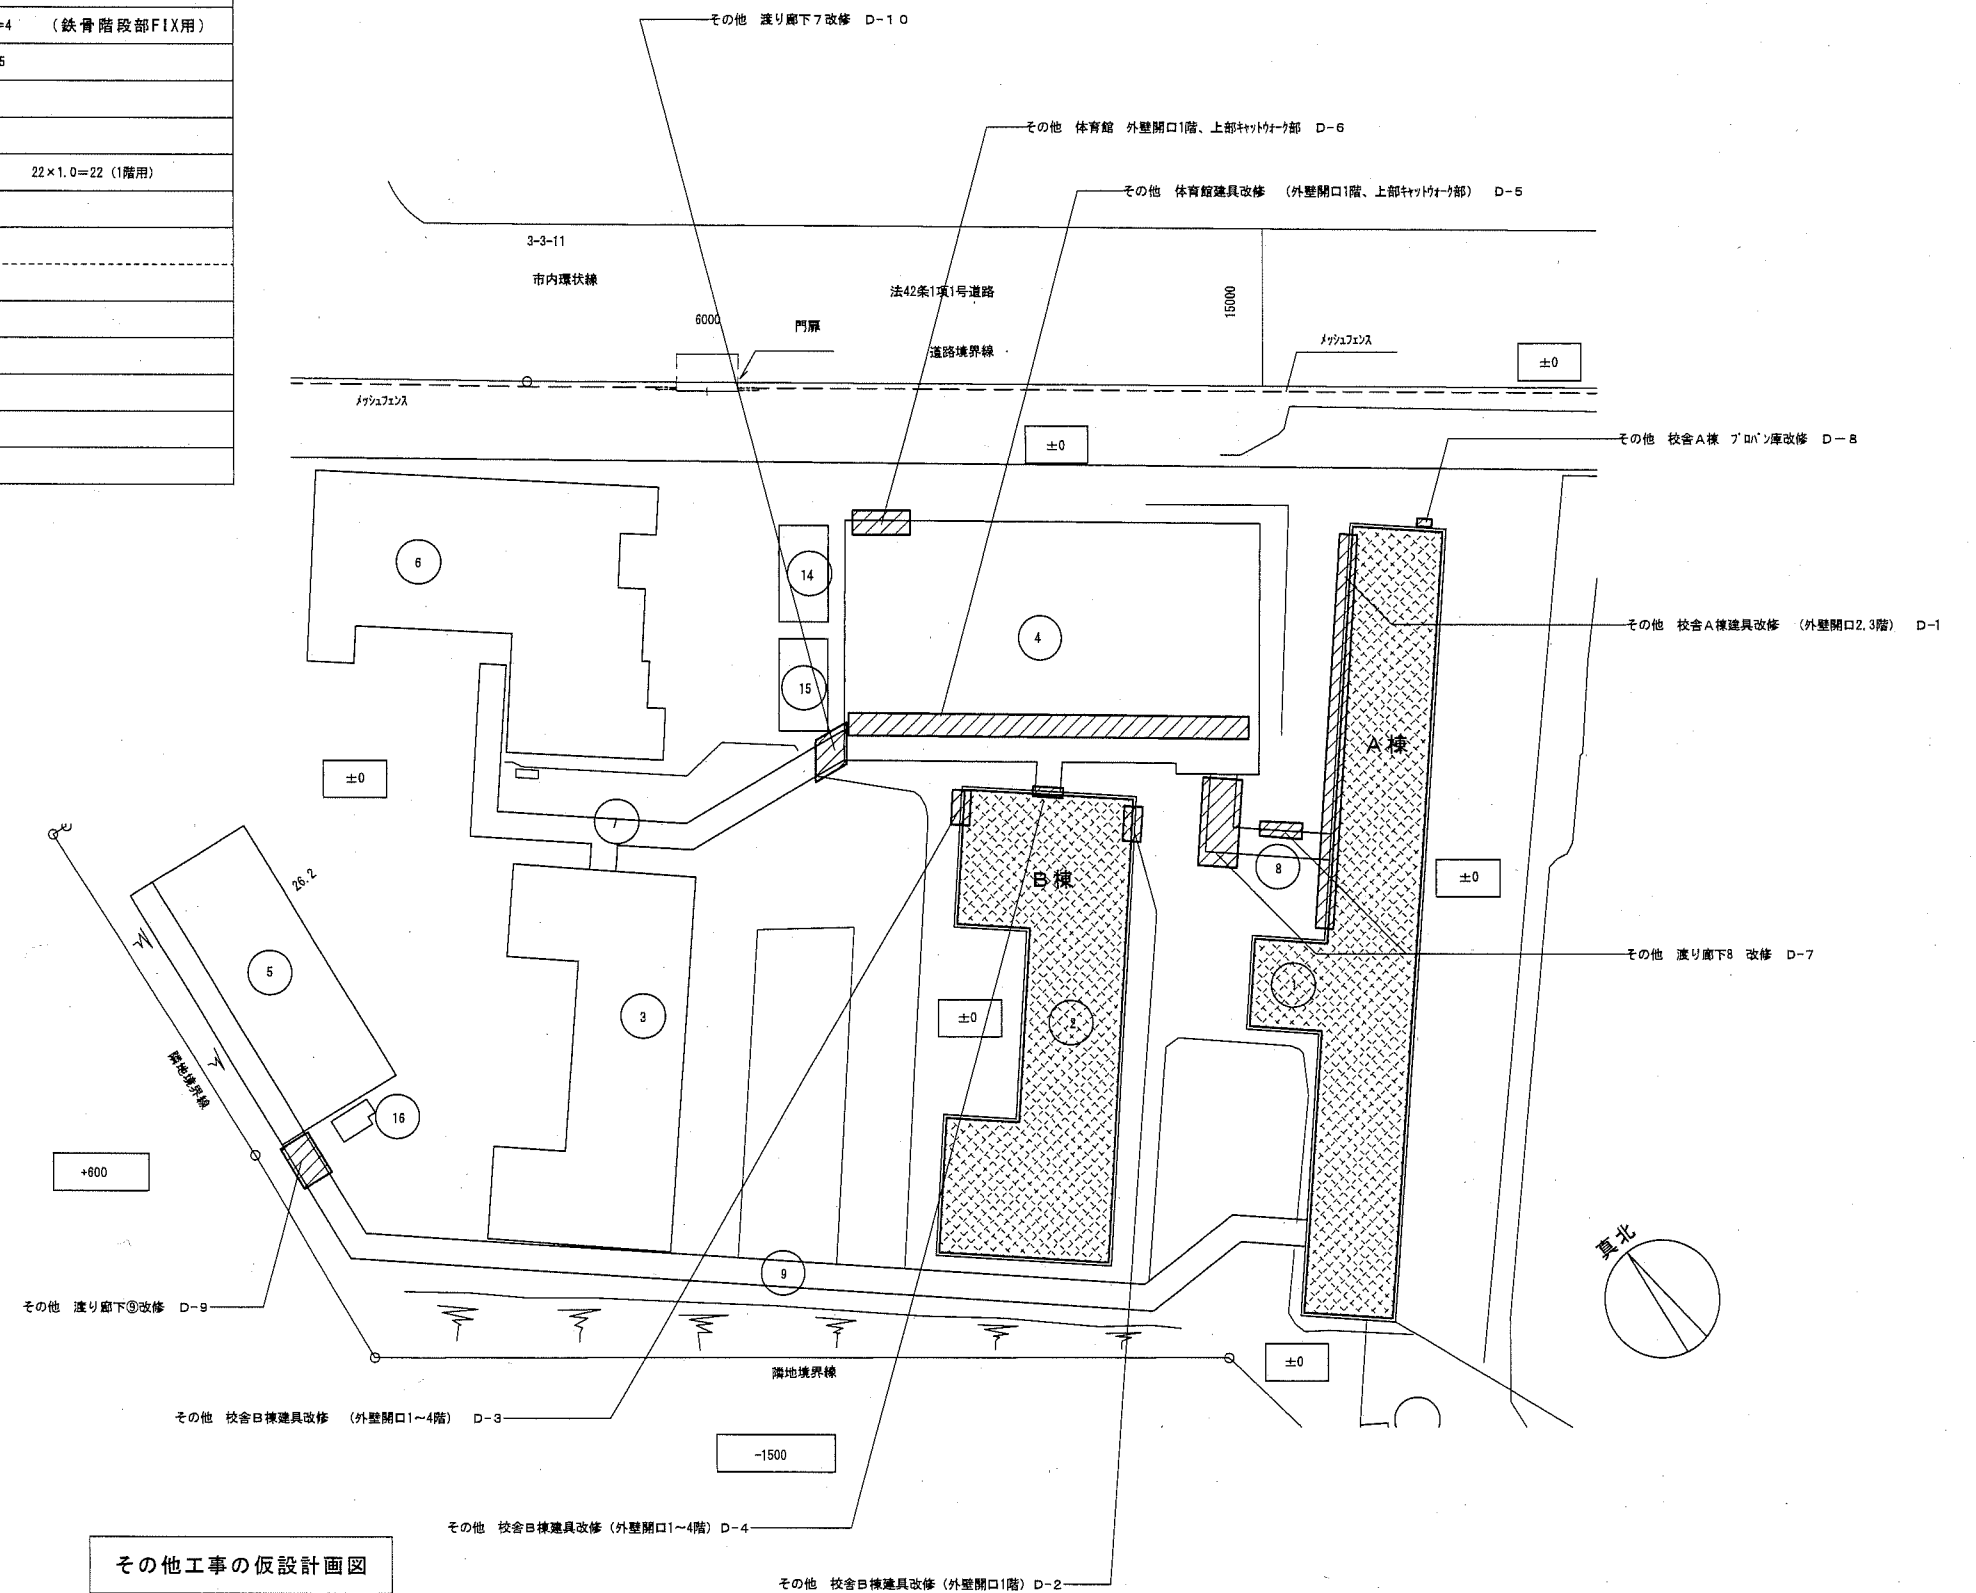 =4 （鉄骨階段部FIX用）
5
22×1.0=22 (1階用)
その他 渡り廊下7改修 D-10
その他 体育館 外壁開口1階、上部ｷｬｯﾄｳｫｰｸ部 D-6
その他 体育館建具改修 （外壁開口1階、上部ｷｬｯﾄｳｫｰｸ部） D-5
3-3-11
市内環状線
法42条1項1号道路
15000
6000
門扉
道路境界線
ﾒｯｼｭﾌｪﾝｽ
±0
ﾒｯｼｭﾌｪﾝｽ
±0
その他 校舎A棟 ﾌﾟﾛﾊﾟﾝ庫改修 D-8
6
14
4
15
その他 校舎A棟建具改修 （外壁開口2,3階） D-1
A棟
±0
7
8
26.2
B棟
±0
その他 渡り廊下8 改修 D-7
5
3
±0
2
1
隣地境界線
16
+600
9
真北
その他 渡り廊下⑨改修 D-9
隣地境界線
±0
その他 校舎B棟建具改修 （外壁開口1~4階） D-3
-1500
その他 校舎B棟建具改修（外壁開口1~4階）D-4
その他工事の仮設計画図
その他 校舎B棟建具改修（外壁開口1階）D-2